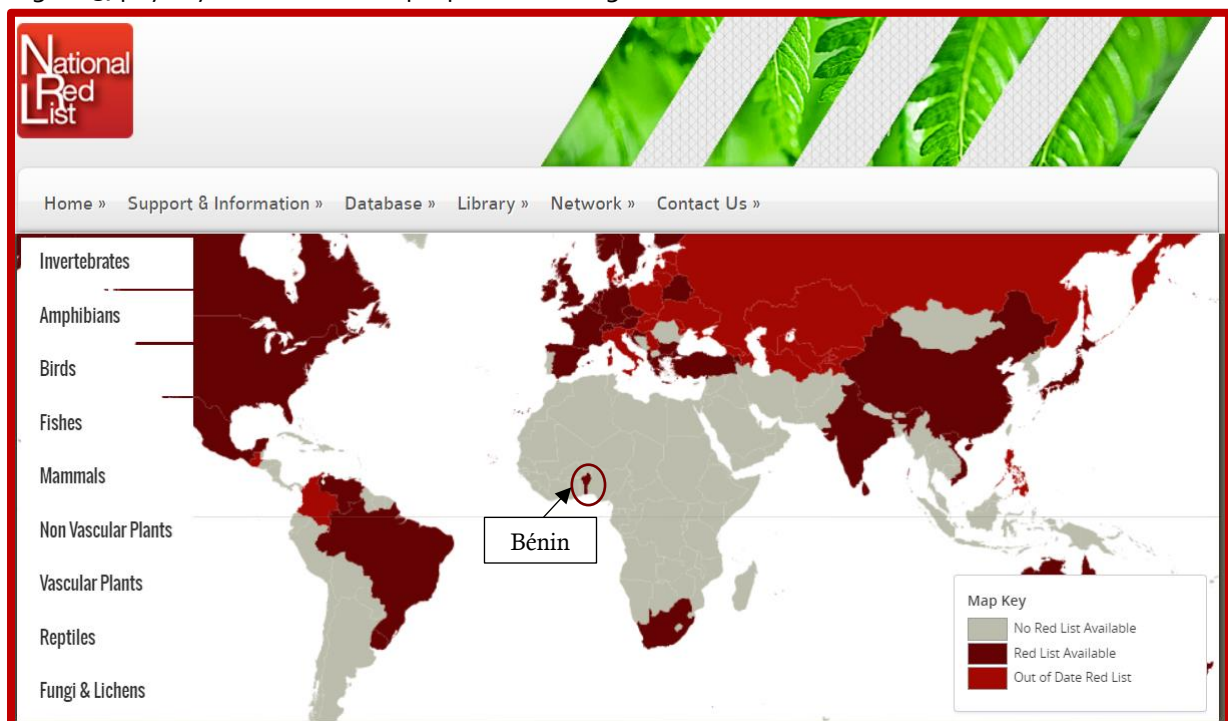 National
Red
List
Home » Support & Information » Database » Library » Network » Contact Us »
Invertebrates
Amphibians
Birds
Fishes
Mammals
Non Vascular Plants
Vascular Plants
Reptiles
Fungi & Lichens
Bénin
Map Key
No Red List Available
Red List Available
Out of Date Red List